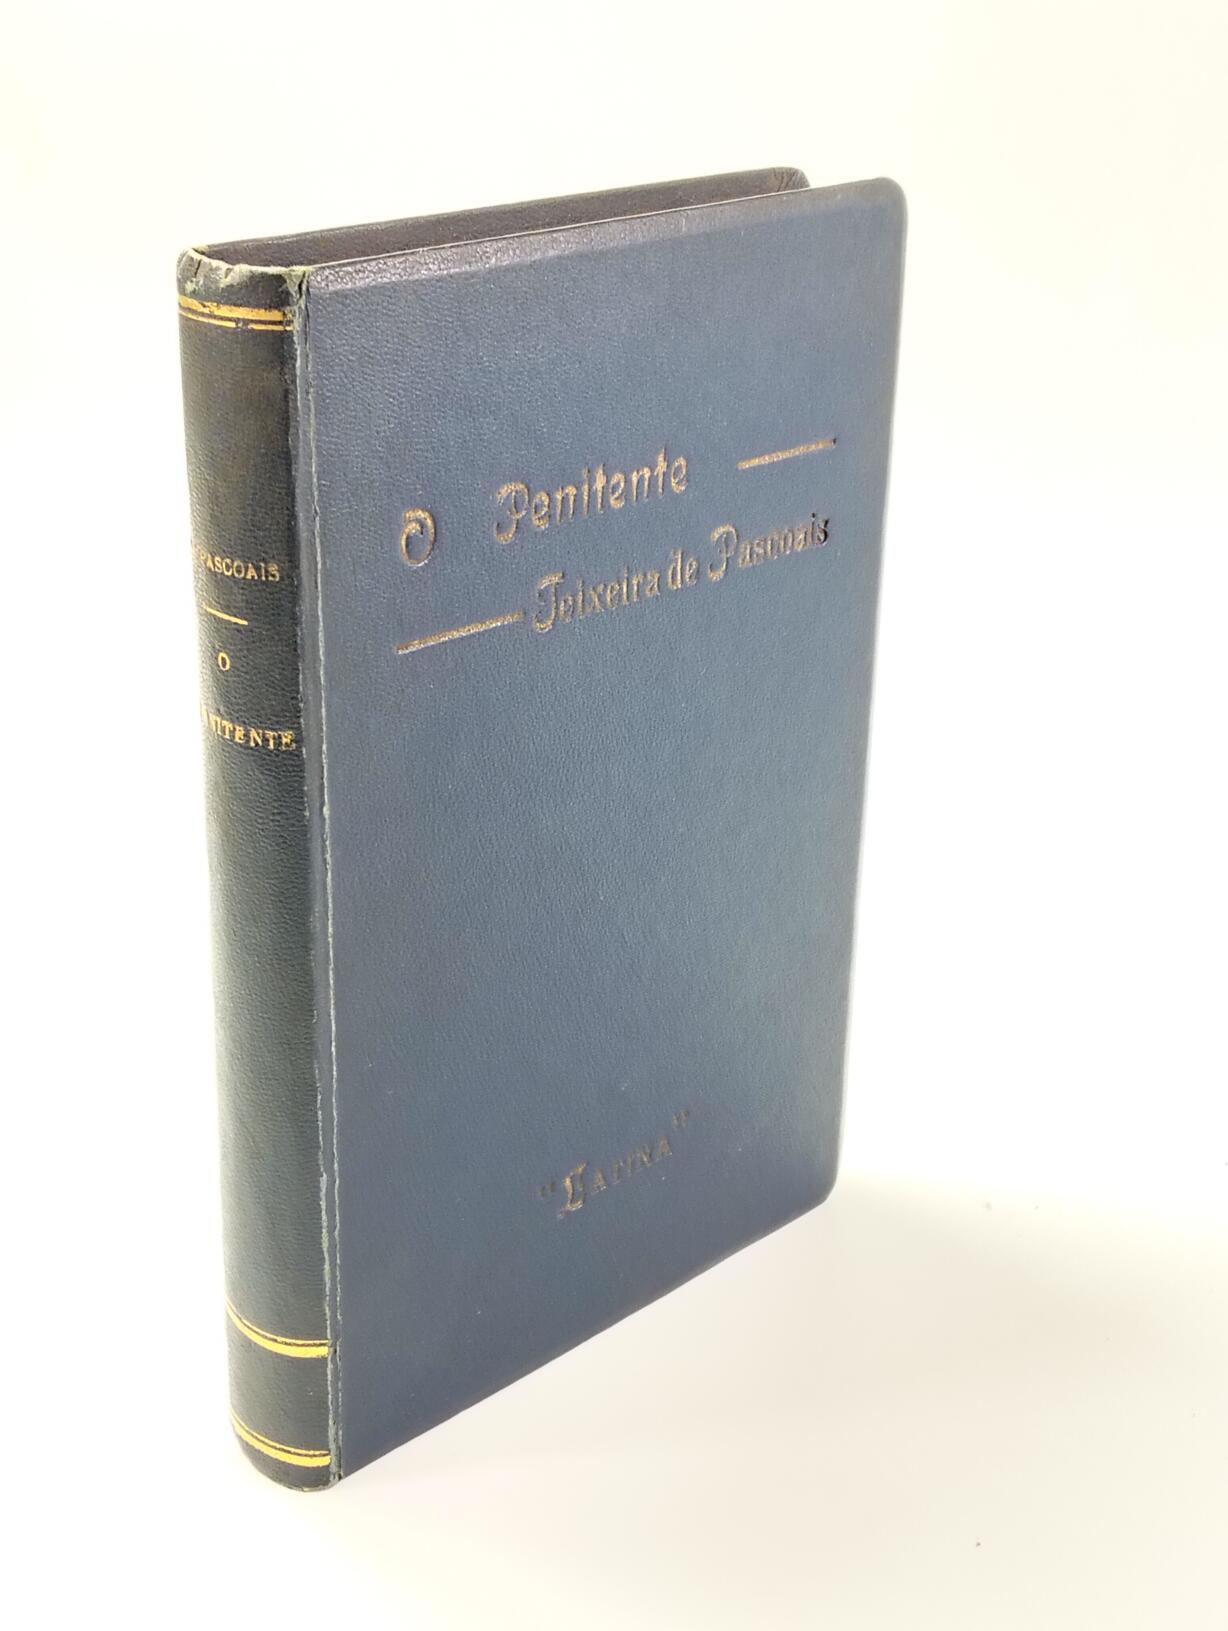 PASCOAIS
O
O Penitente
Teixeira de Pascoais
"LATINA"